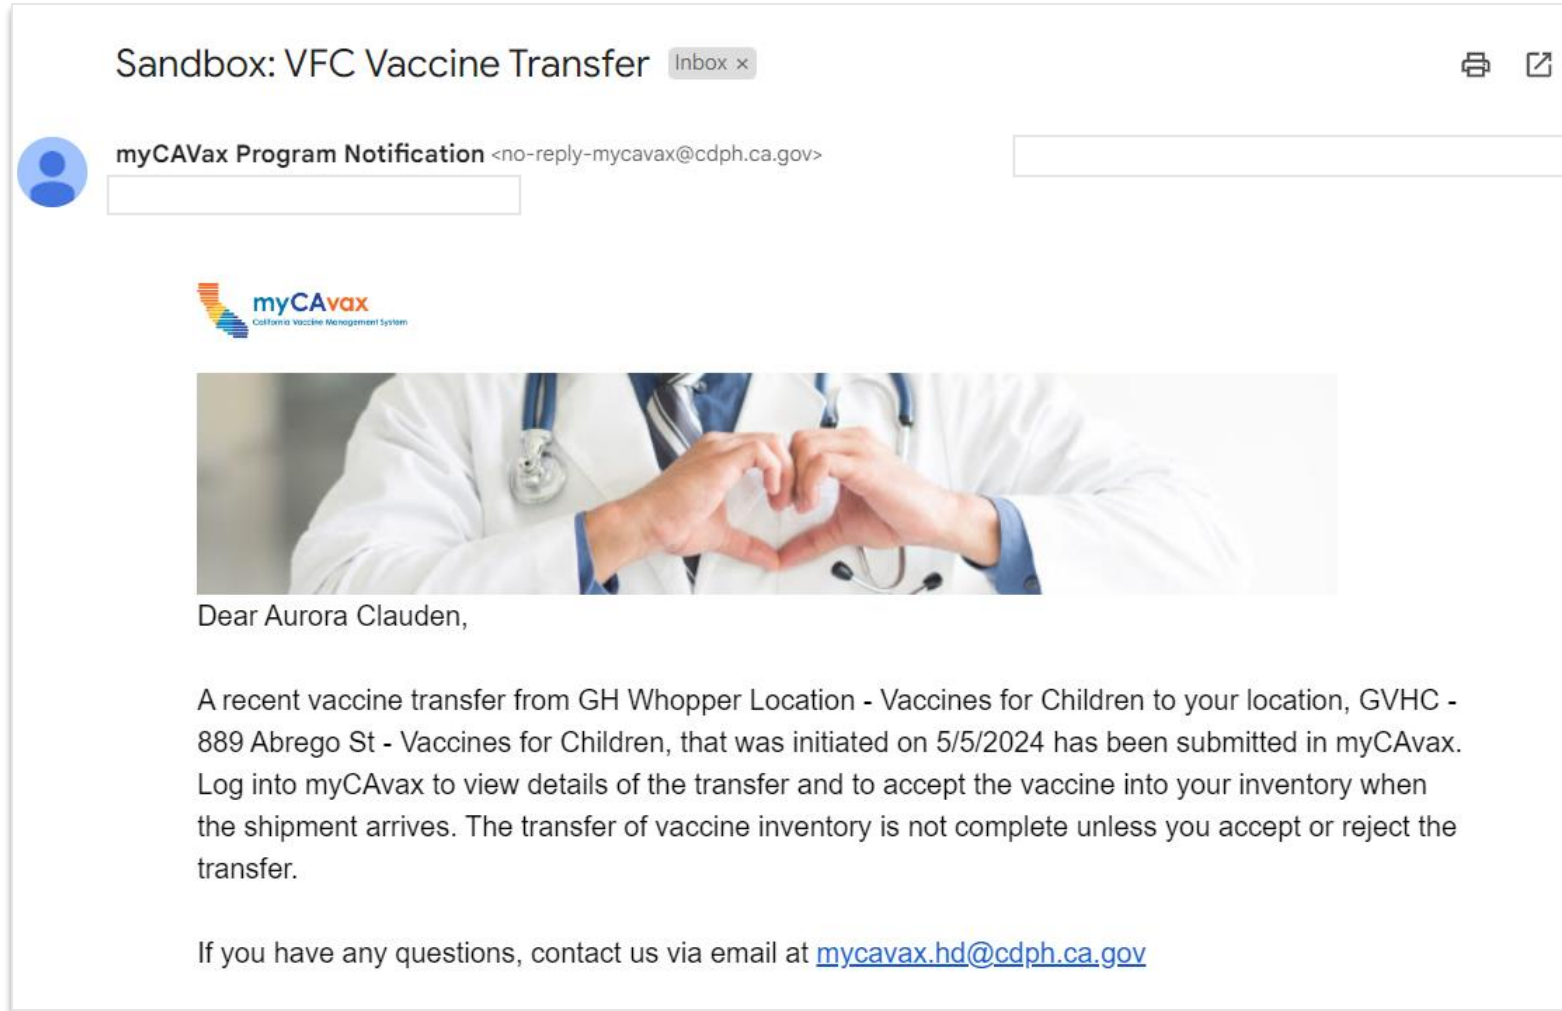 Sandbox: VFC Vaccine Transfer Inbox ×
myCAVax Program Notification <no-reply-mycavax@cdph.ca.gov>
myCAvax
California Vaccine Management System
Dear Aurora Clauden,
A recent vaccine transfer from GH Whopper Location - Vaccines for Children to your location, GVHC -
889 Abrego St - Vaccines for Children, that was initiated on 5/5/2024 has been submitted in myCAvax.
Log into myCAvax to view details of the transfer and to accept the vaccine into your inventory when
the shipment arrives. The transfer of vaccine inventory is not complete unless you accept or reject the
transfer.
If you have any questions, contact us via email at mycavax.hd@cdph.ca.gov